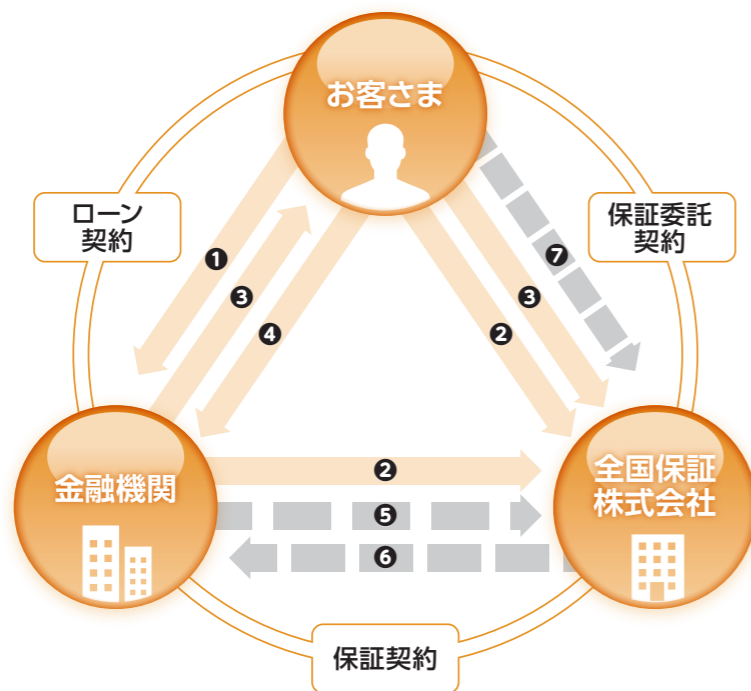 お客さま
ローン
契約
保証委託
契約
❶
❸
❹
❼
❸
❷
金融機関
❷
❺
❻
全国保証
株式会社
保証契約